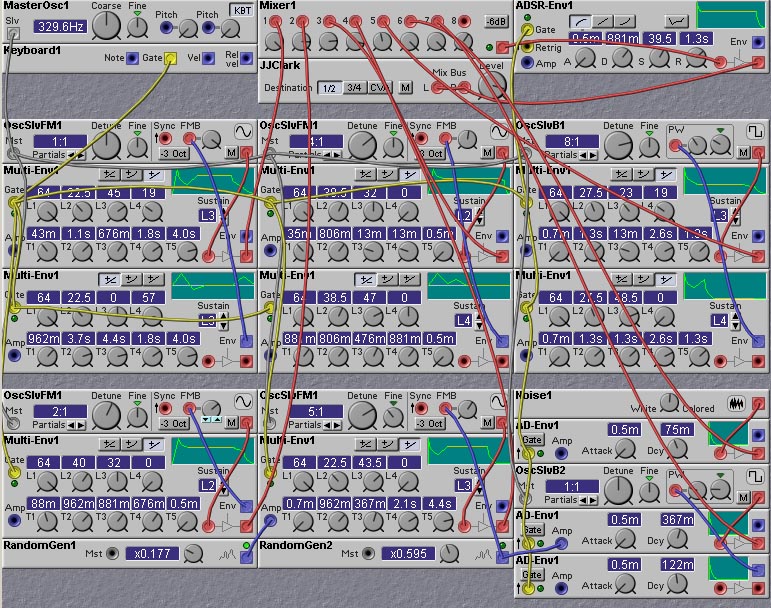 MasterOsc1
Slv 329.6Hz Coarse Fine Pitch Pitch KBT
Keyboard1
Note Gate Vel Rel vel
Mixer1
1 2 3 4 5 6 7 8 -6dB
JJClark
Destination 1/2 3/4 CVA M Mix Bus L R Level
ADSR-Env1
Gate
Retrig 0.5m 881m 39.5 1.3s Env
Amp A D S R
OscSlvFM1
Mst 1:1 Detune Fine Sync FMB
Partials -3 Oct M
Multi-Env1
Gate 64 22.5 45 19
L1 L2 L3 L4 Sustain L3
Amp 43m 1.1s 676m 1.8s 4.0s Env
T1 T2 T3 T4 T5
Multi-Env1
Gate 64 22.5 0 57
L1 L2 L3 L4 Sustain L3
Amp 962m 3.7s 4.4s 1.8s 5.0s Env
T1 T2 T3 T4 T5
OscSlvFM1
Mst Detune Fine Sync FMB
Partials -3 Oct M
Multi-Env1
Gate 64 32 0
L1 L2 L3 L4 Sustain L2
Amp 35m 806m 13m 13m 0.5m Env
T1 T2 T3 T4 T5
Multi-Env1
Gate 64 38.5 47 0
L1 L2 L3 L4 Sustain L4
Amp 806m 476m 881m 0.5m Env
T1 T2 T3 T4 T5
OscSlvB1
Mst 8:1 Detune Fine PW
Partials M
Multi-Env1
Gate 64 27.5 23 19
L1 L2 L3 L4 Sustain L3
Amp 0.7m 1.3s 13m 2.6s 1.3s Env
T1 T2 T3 T4 T5
Multi-Env1
Gate 64
L1 L2 L3 L4 Sustain L4
Amp 0.7m 1.3s 1.3s 2.6s 1.3s Env
T1 T2 T3 T4 T5
OscSlvFM1
Mst 2:1 Detune Fine Sync FMB
Partials -3 Oct M
Multi-Env1
Gate 64 40 32 0
L1 L2 L3 L4 Sustain L2
Amp 88m 962m 881m 676m 0.5m Env
T1 T2 T3 T4 T5
RandomGen1 Mst x0.177
OscSlvFM1
Mst 5:1 Detune Fine Sync FMB
Partials -3 Oct M
Multi-Env1
Gate 64 22.5 43.5 0
L1 L2 L3 L4 Sustain L2
Amp 0.7m 962m 367m 2.1s 4.4s Env
T1 T2 T3 T4 T5
RandomGen2 Mst x0.595
Noise1
White Colored
AD-Env1
Gate Amp 0.5m 75m
Attack Dcy
OscSlvB2
Mst 1:1 Detune Fine PW
Partials M
AD-Env1
Gate Amp 0.5m 367m
Attack Dcy
AD-Env1
Gate Amp 0.5m 122m
Attack Dcy